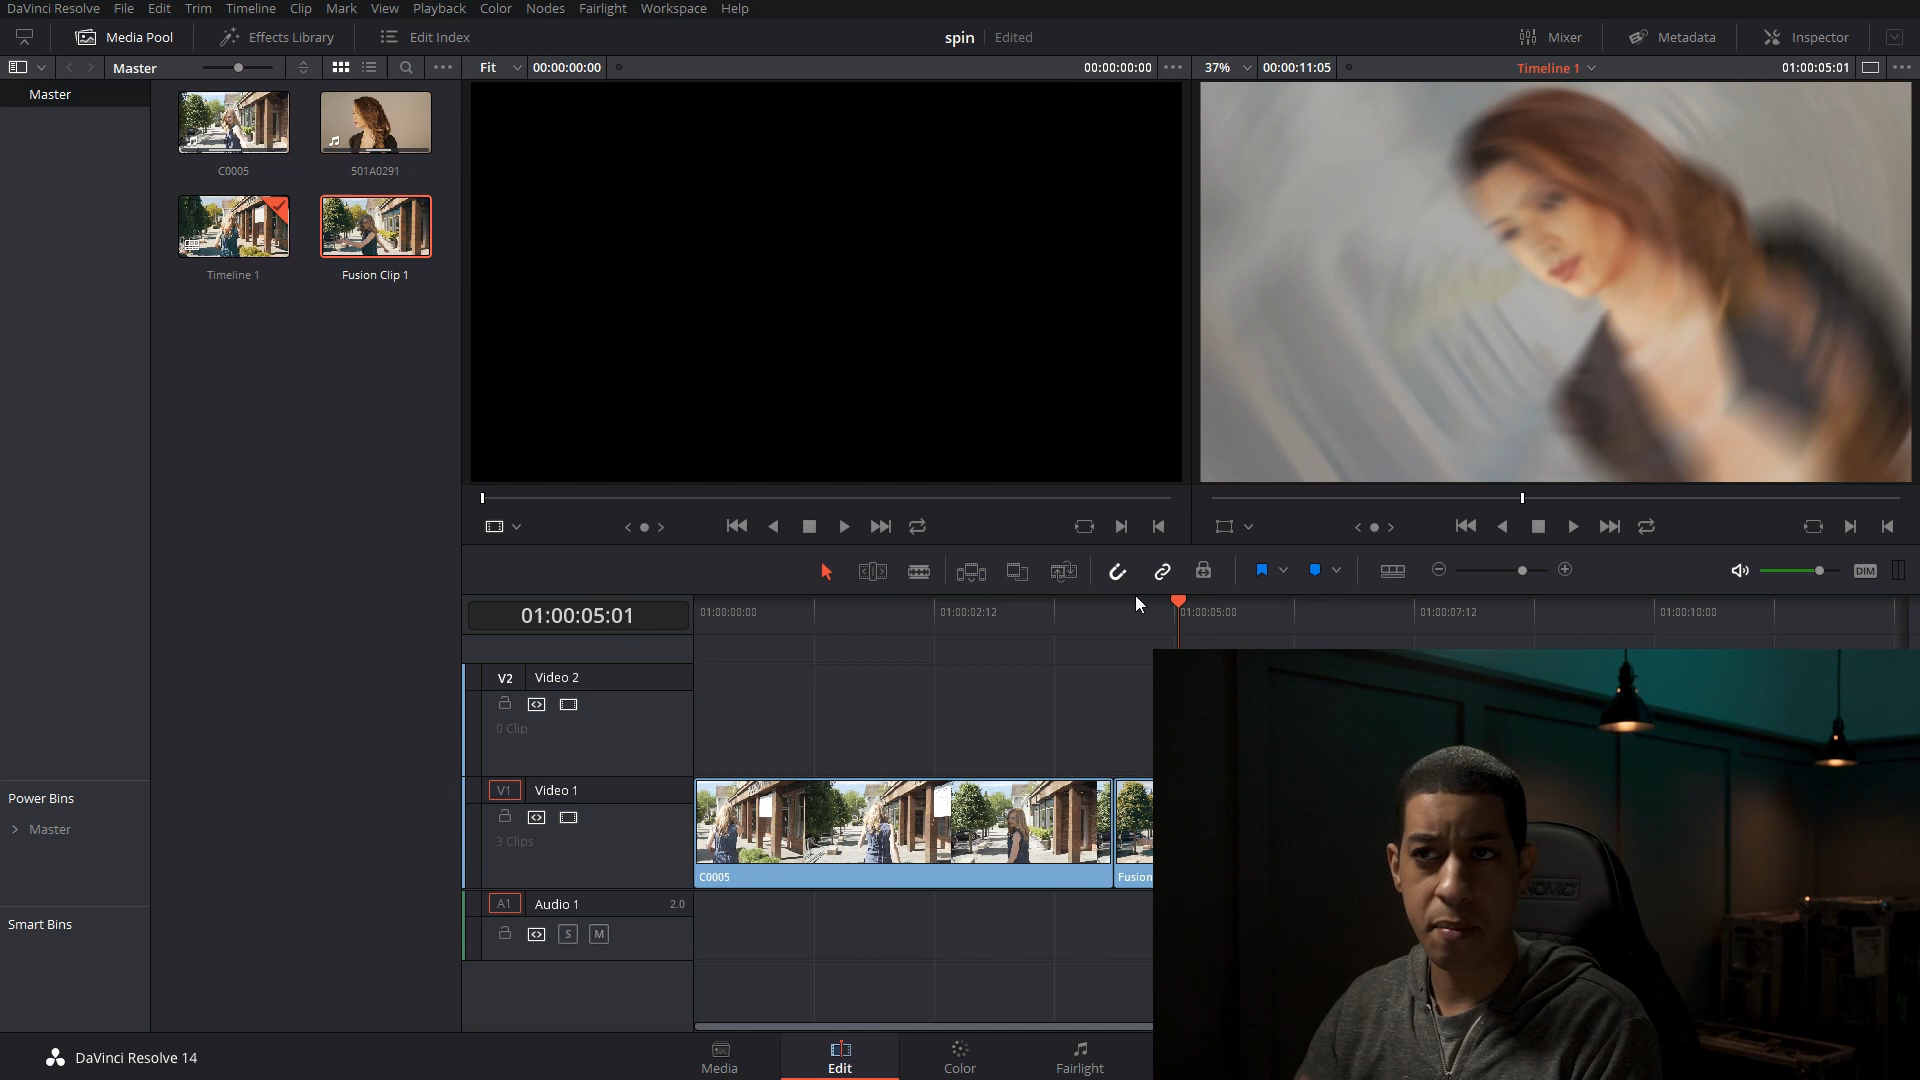 DaVinci Resolve File Edit Trim Timeline Clip Mark View Playback Color Nodes Fairlight Workspace Help
Media Pool Effects Library Edit Index spin Edited Mixer Metadata Inspector
Master Fit 00:00:00:00 00:00:00:00 37% 00:00:11:05 Timeline 1 01:00:05:01
Master
C0005 501A0291
Timeline 1 Fusion Clip 1
DIM
01:00:05:01 01:00:00:00 01:00:02:12 01:00:05:00 01:00:07:12 01:00:10:00
V2 Video 2
0 Clip
V1 Video 1
3 Clips
C0005 Fusion
A1 Audio 1 2.0
S M
Power Bins
Master
Smart Bins
DaVinci Resolve 14
Media Edit Color Fairlight